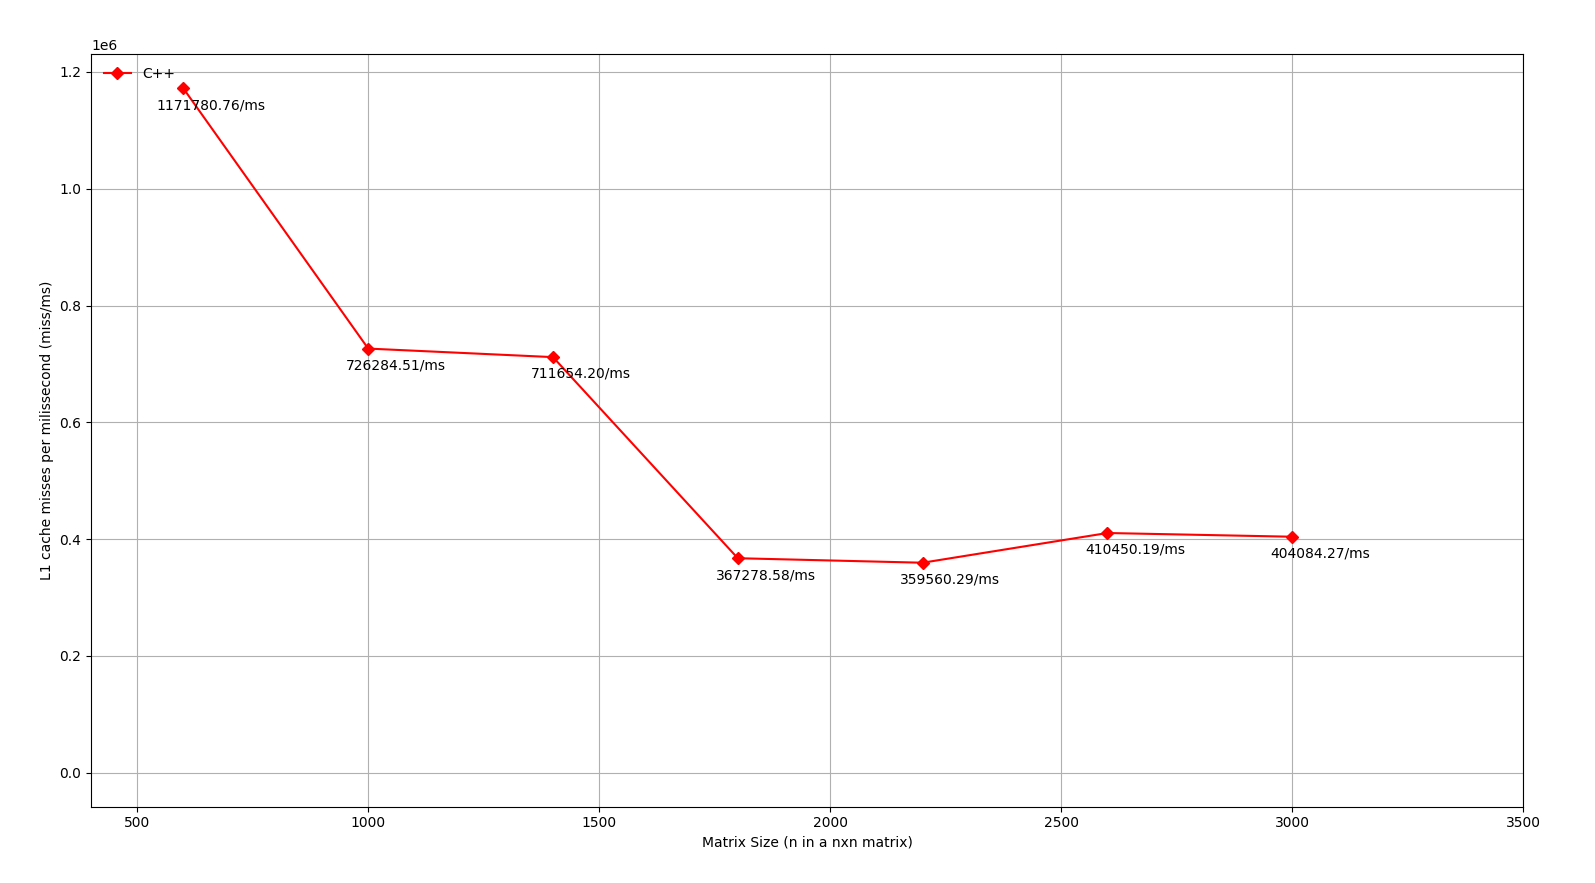 1e6
1.2
1.0
0.8
0.6
0.4
0.2
0.0
L1 cache misses per milissecond (miss/ms)
C++
1171780.76/ms
726284.51/ms
711654.20/ms
367278.58/ms
359560.29/ms
410450.19/ms
404084.27/ms
500 1000 1500 2000 2500 3000 3500
Matrix Size (n in a nxn matrix)